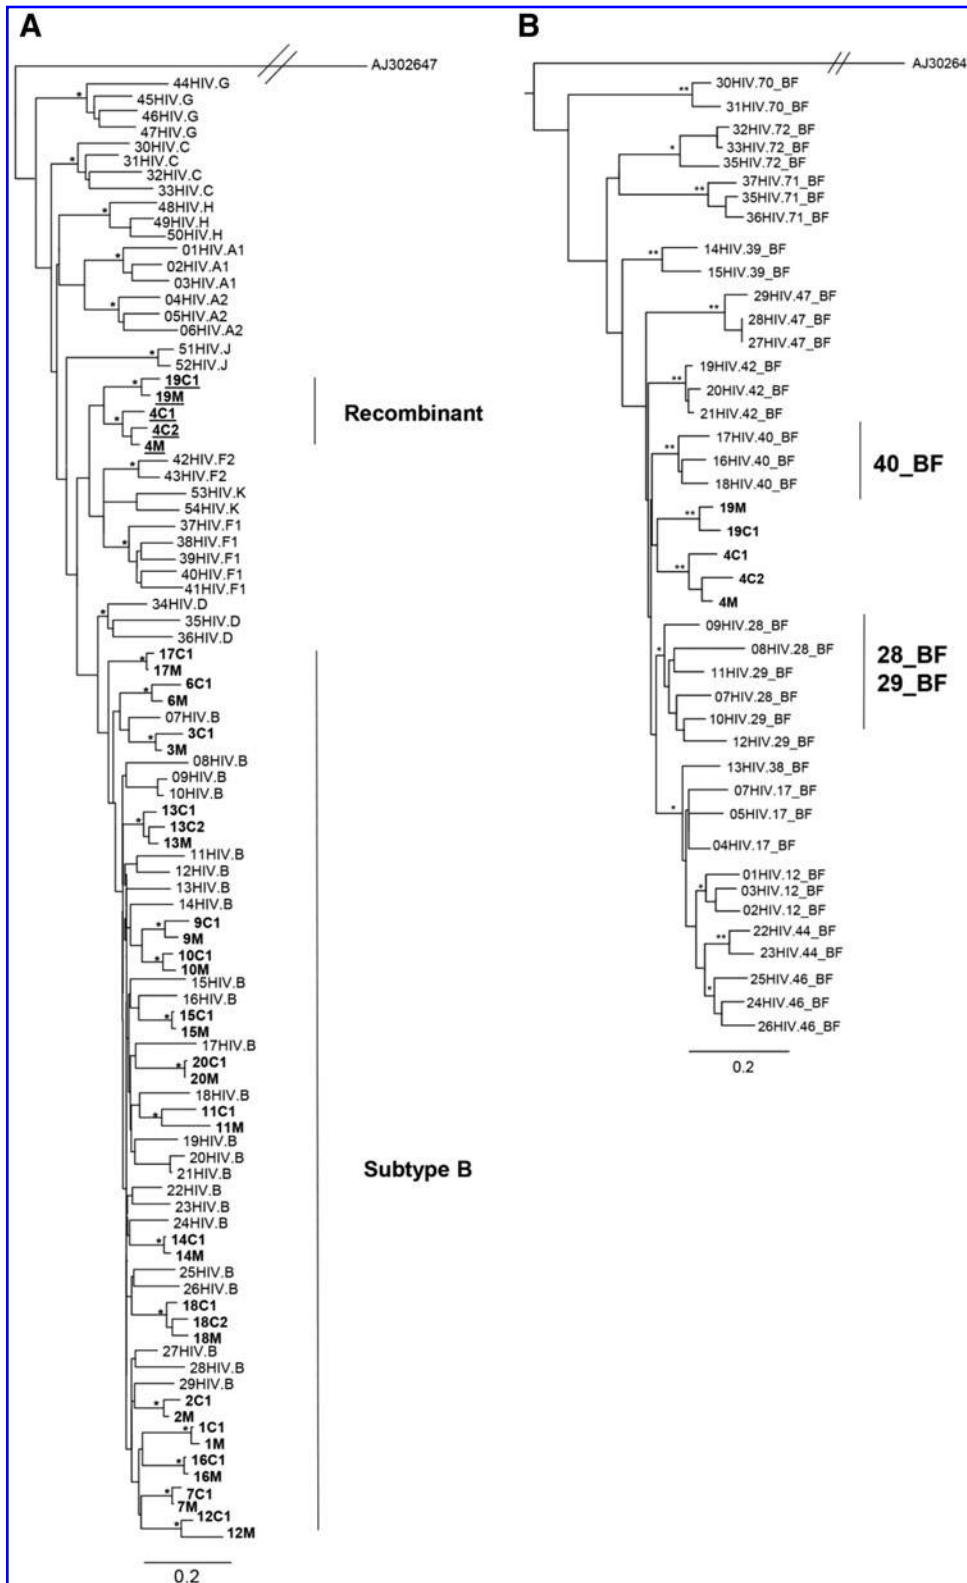 A
AJ302647
44HIV.G
45HIV.G
46HIV.G
47HIV.G
30HIV.C
31HIV.C
32HIV.C
33HIV.C
48HIV.H
49HIV.H
50HIV.H
01HIV.A1
02HIV.A1
03HIV.A1
04HIV.A2
05HIV.A2
06HIV.A2
51HIV.J
52HIV.J
19C1
19M
4C1
4C2
4M
Recombinant
42HIV.F2
43HIV.F2
53HIV.K
54HIV.K
37HIV.F1
38HIV.F1
39HIV.F1
40HIV.F1
41HIV.F1
34HIV.D
35HIV.D
36HIV.D
17C1
17M
6C1
6M
07HIV.B
3C1
3M
08HIV.B
09HIV.B
10HIV.B
13C1
13C2
13M
11HIV.B
12HIV.B
13HIV.B
14HIV.B
9C1
9M
10C1
10M
15HIV.B
16HIV.B
15C1
15M
17HIV.B
20C1
20M
18HIV.B
11C1
11M
19HIV.B
20HIV.B
21HIV.B
Subtype B
22HIV.B
23HIV.B
24HIV.B
14C1
14M
25HIV.B
26HIV.B
18C1
18C2
18M
27HIV.B
28HIV.B
29HIV.B
2C1
2M
1C1
1M
16C1
16M
7C1
7M
12C1
12M
0.2
B
AJ30264
30HIV.70_BF
31HIV.70_BF
32HIV.72_BF
33HIV.72_BF
35HIV.72_BF
37HIV.71_BF
35HIV.71_BF
36HIV.71_BF
14HIV.39_BF
15HIV.39_BF
29HIV.47_BF
28HIV.47_BF
27HIV.47_BF
19HIV.42_BF
20HIV.42_BF
21HIV.42_BF
17HIV.40_BF
16HIV.40_BF
18HIV.40_BF
40_BF
19M
19C1
4C1
4C2
4M
09HIV.28_BF
08HIV.28_BF
11HIV.29_BF
07HIV.28_BF
10HIV.29_BF
12HIV.29_BF
28_BF
29_BF
13HIV.38_BF
07HIV.17_BF
05HIV.17_BF
04HIV.17_BF
01HIV.12_BF
03HIV.12_BF
02HIV.12_BF
22HIV.44_BF
23HIV.44_BF
25HIV.46_BF
24HIV.46_BF
26HIV.46_BF
0.2